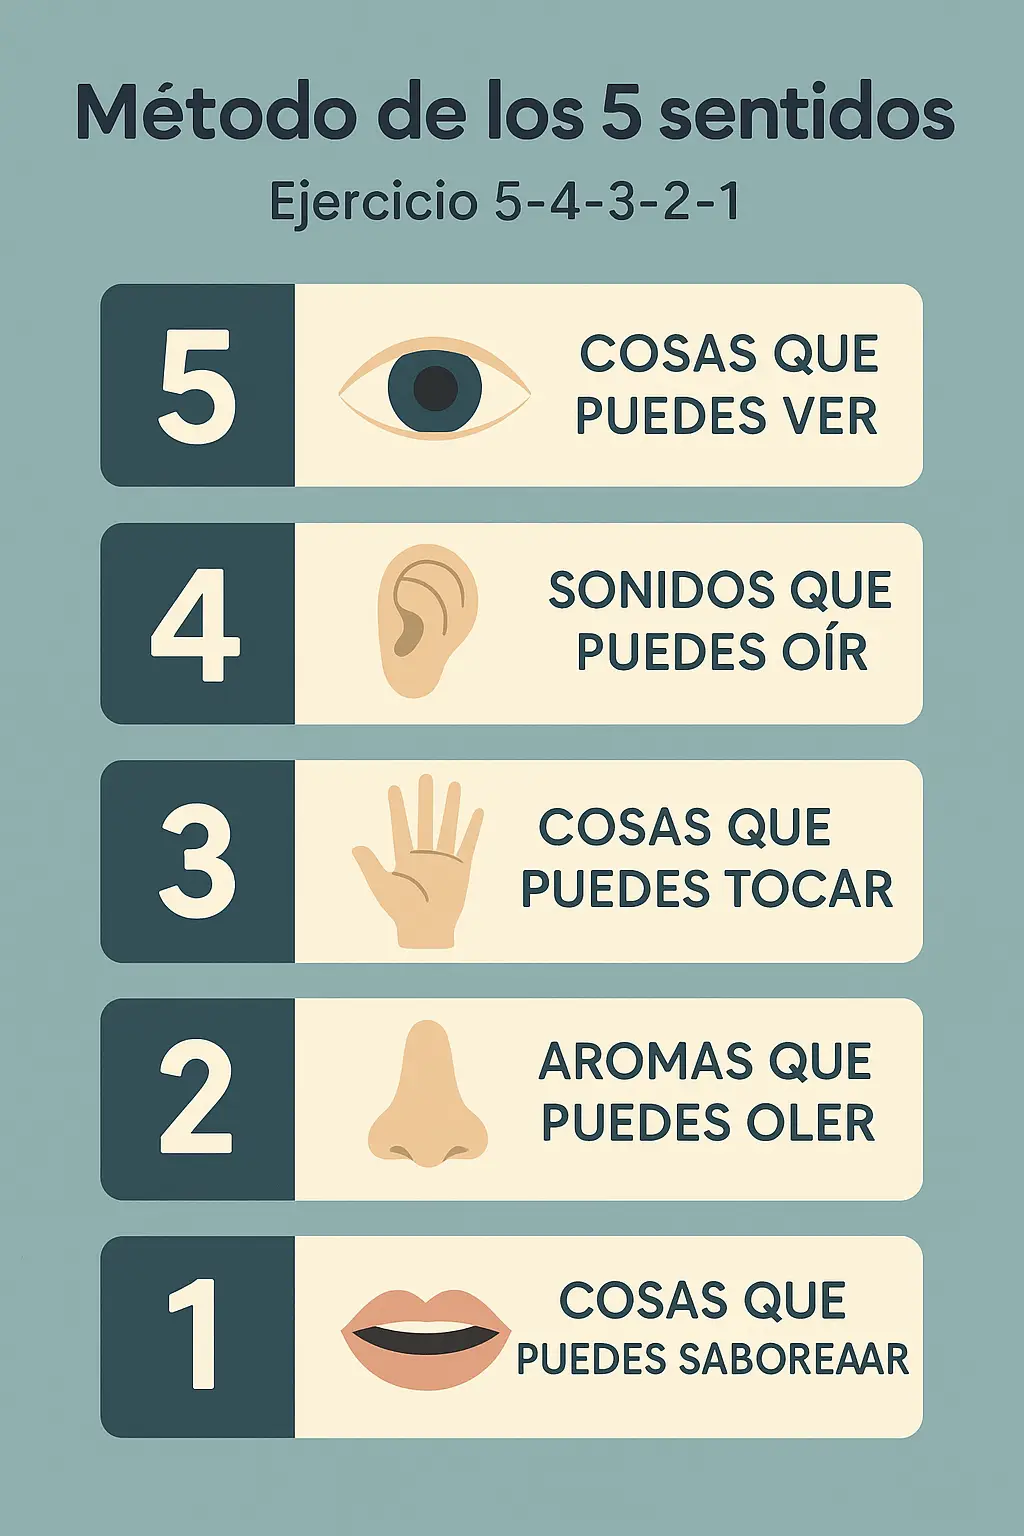 Método de los 5 sentidos
Ejercicio 5-4-3-2-1
5
COSAS QUE
PUEDES VER
4
SONIDOS QUE
PUEDES OÍR
3
COSAS QUE
PUEDES TOCAR
2
AROMAS QUE
PUEDES OLER
1
COSAS QUE
PUEDES SABOREAAR